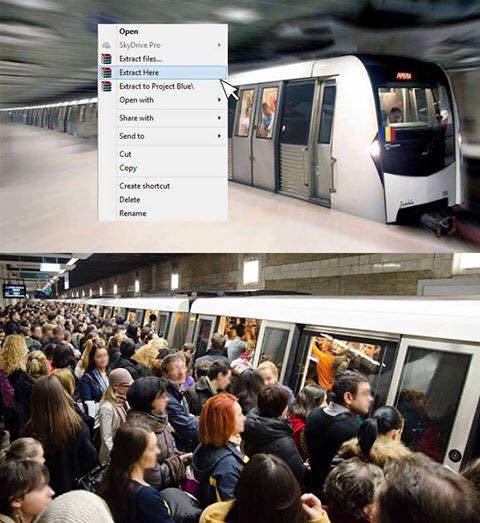 Open
SkyDrive Pro
Extract files...
Extract Here
Extract to Project Blue\
Open with
Share with
Send to
Cut
Copy
Create shortcut
Delete
Rename
PIPERA